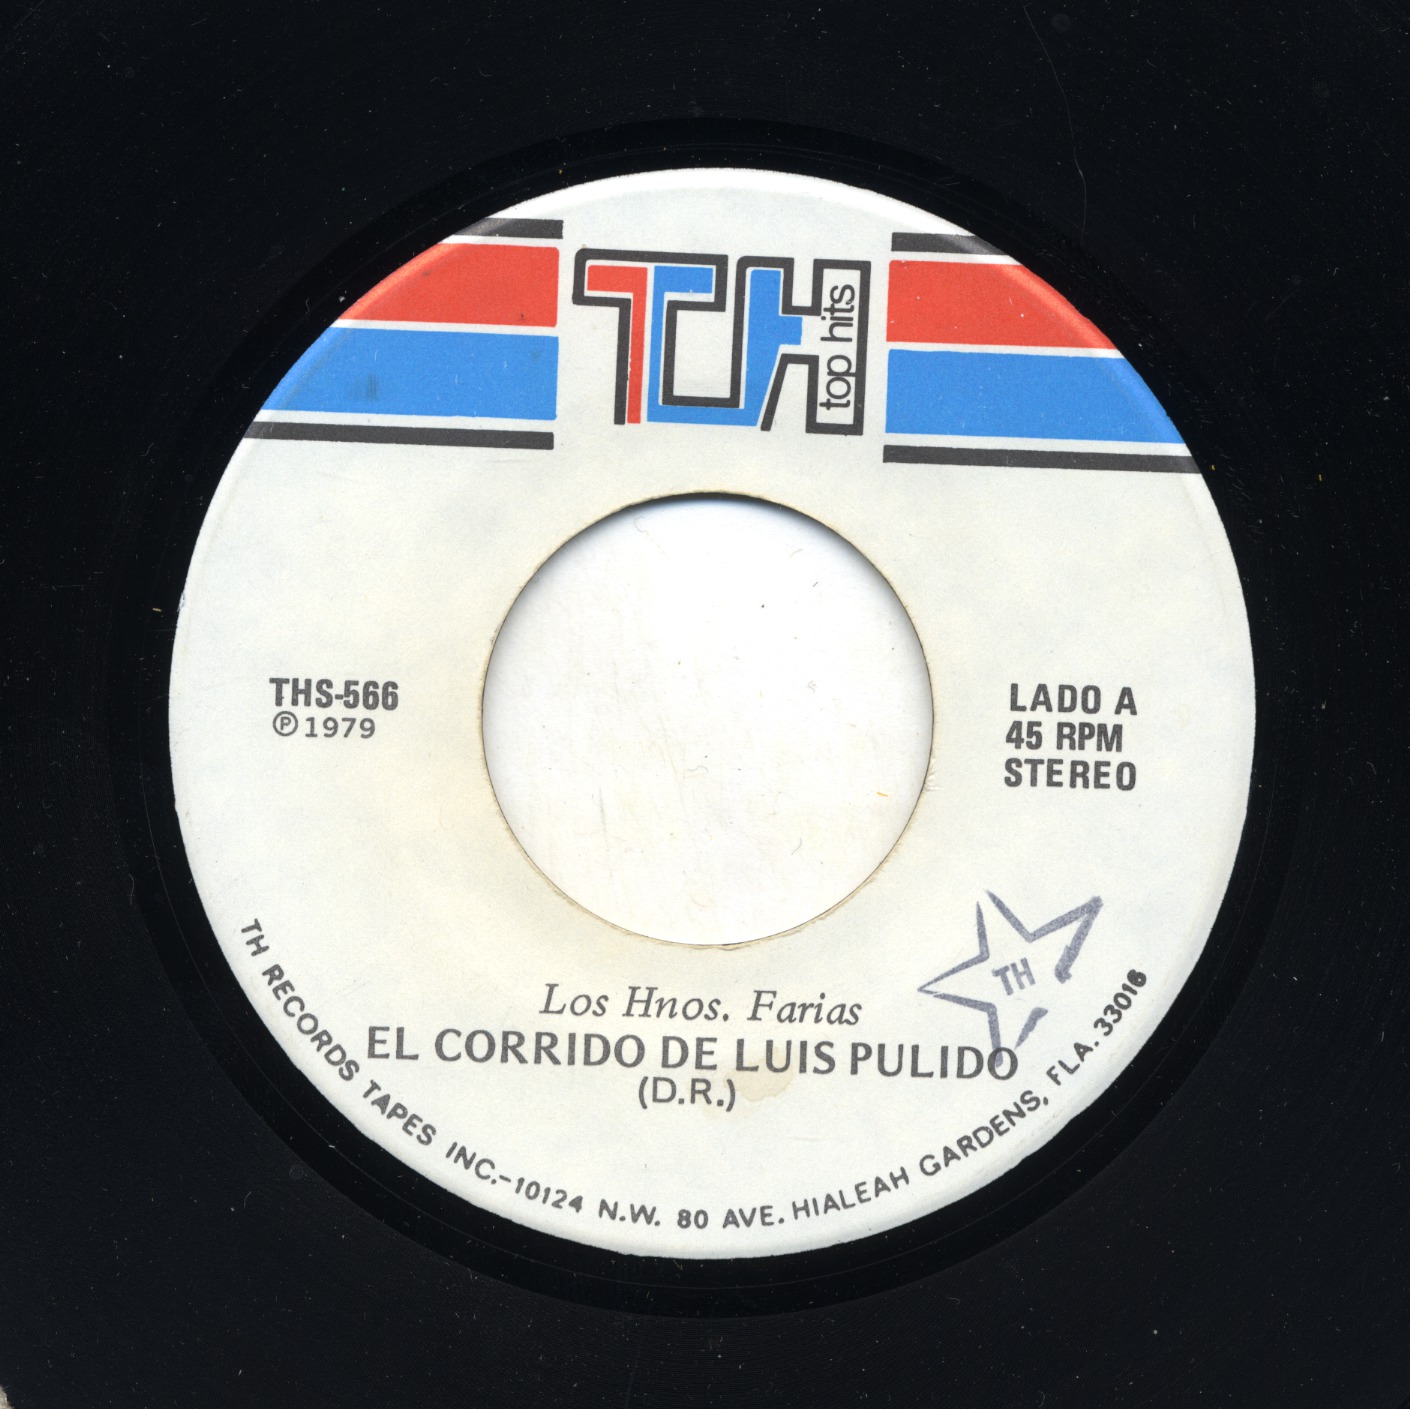 TH
top hits
THS-566
Ⓟ1979
LADO A
45 RPM
STEREO
TH
Los Hnos. Farias
EL CORRIDO DE LUIS PULIDO
(D.R.)
TH RECORDS TAPES INC.-10124 N.W. 80 AVE. HIALEAH GARDENS, FLA. 33016